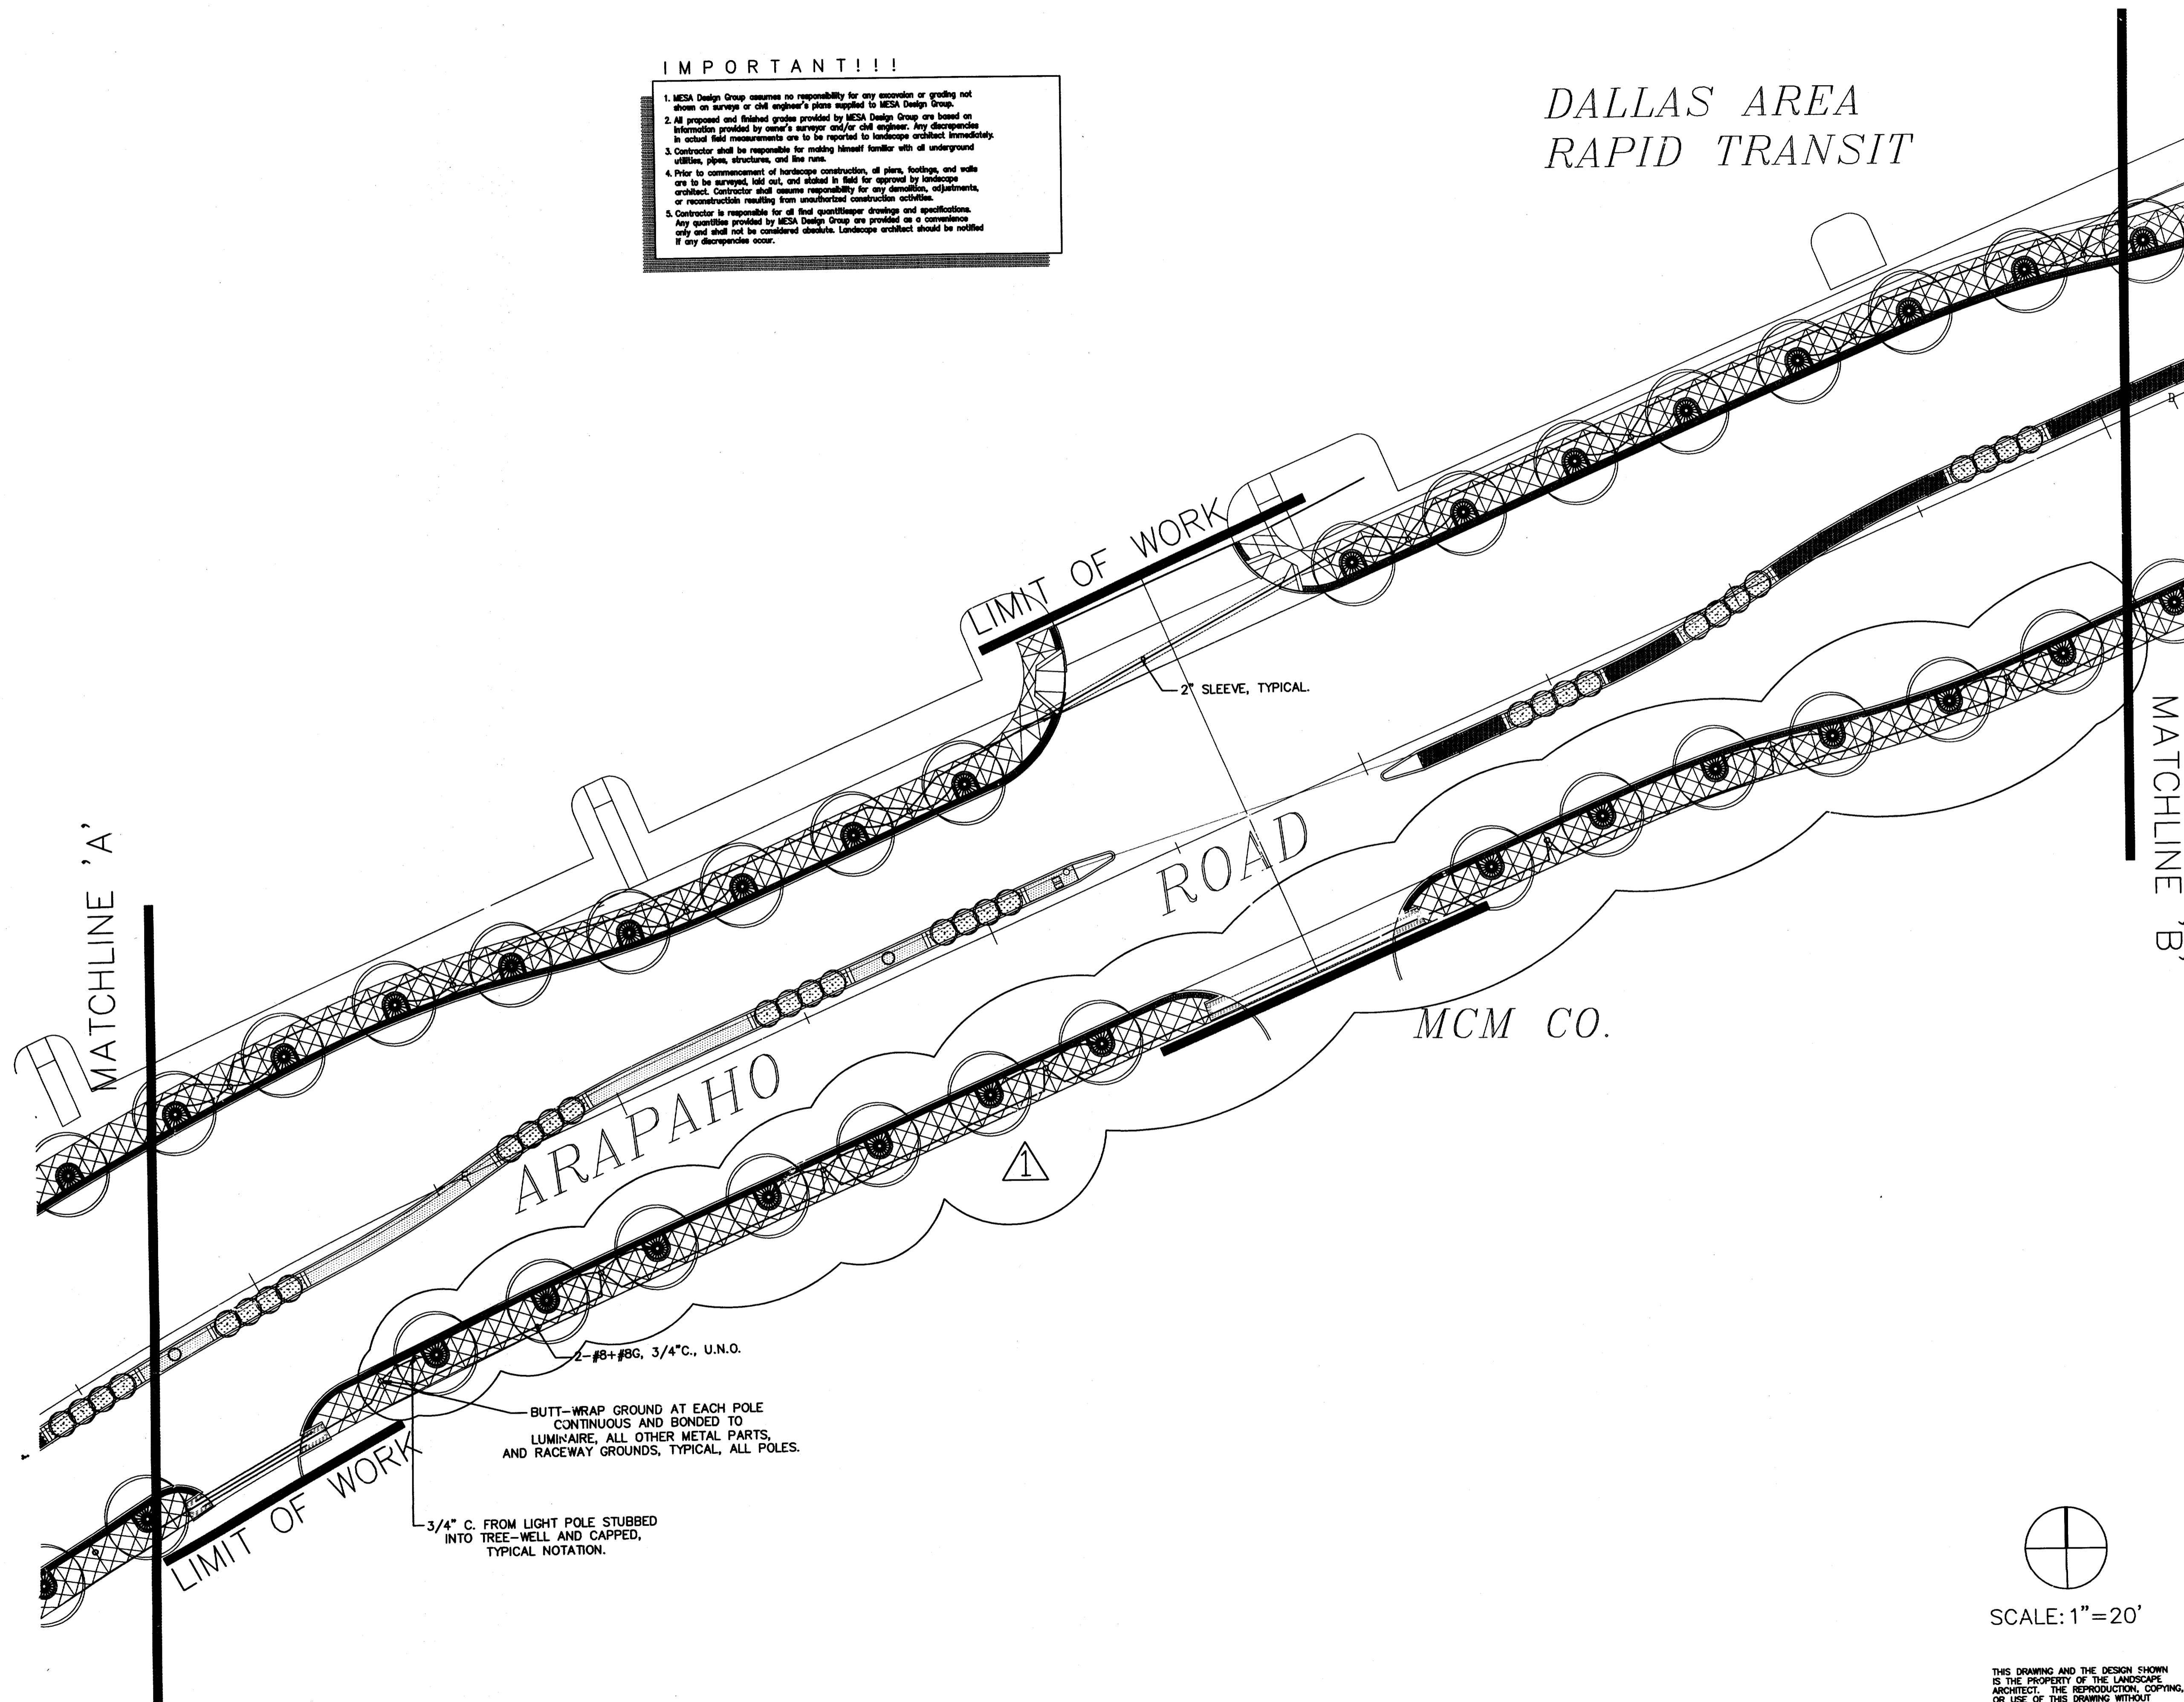 IMPORTANT!!!
1. MESA Design Group assumes no responsibility for any excavaion or grading not
shown on surveys or civil engineer's plans supplied to MESA Design Group.
2. All proposed and finished grades provided by MESA Design Group are based on
information provided by owner's surveyor and/or civil engineer. Any discrepencies
in actual field measurements are to be reported to landscape architect immediately.
3. Contractor shall be responsible for making himself familiar with all underground
utilities, pipes, structures, and line runs.
4. Prior to commencement of hardscape construction, all piers, footings, and walls
are to be surveyed, laid out, and staked in field for approval by landscape
architect. Contractor shall assume responsibility for any demolition, adjustments,
or reconstructioin resulting from unauthorized construction activities.
5. Contractor is responsible for all final quantitiesper drawings and specifications.
Any quantities provided by MESA Design Group are provided as a convenience
only and shall not be considered absolute. Landscape architect should be notified
if any discrepencies occur.
DALLAS AREA
RAPID TRANSIT
LIMIT OF WORK
2" SLEEVE, TYPICAL.
MATCHLINE 'A'
MATCHLINE 'B'
ARAPAHO ROAD
MCM CO.
1
2-#8+#8G, 3/4"C., U.N.O.
BUTT-WRAP GROUND AT EACH POLE
CONTINUOUS AND BONDED TO
LUMINAIRE, ALL OTHER METAL PARTS,
AND RACEWAY GROUNDS, TYPICAL, ALL POLES.
LIMIT OF WORK
3/4" C. FROM LIGHT POLE STUBBED
INTO TREE-WELL AND CAPPED,
TYPICAL NOTATION.
SCALE: 1"=20'
THIS DRAWING AND THE DESIGN SHOWN
IS THE PROPERTY OF THE LANDSCAPE
ARCHITECT. THE REPRODUCTION, COPYING,
OR USE OF THIS DRAWING WITHOUT